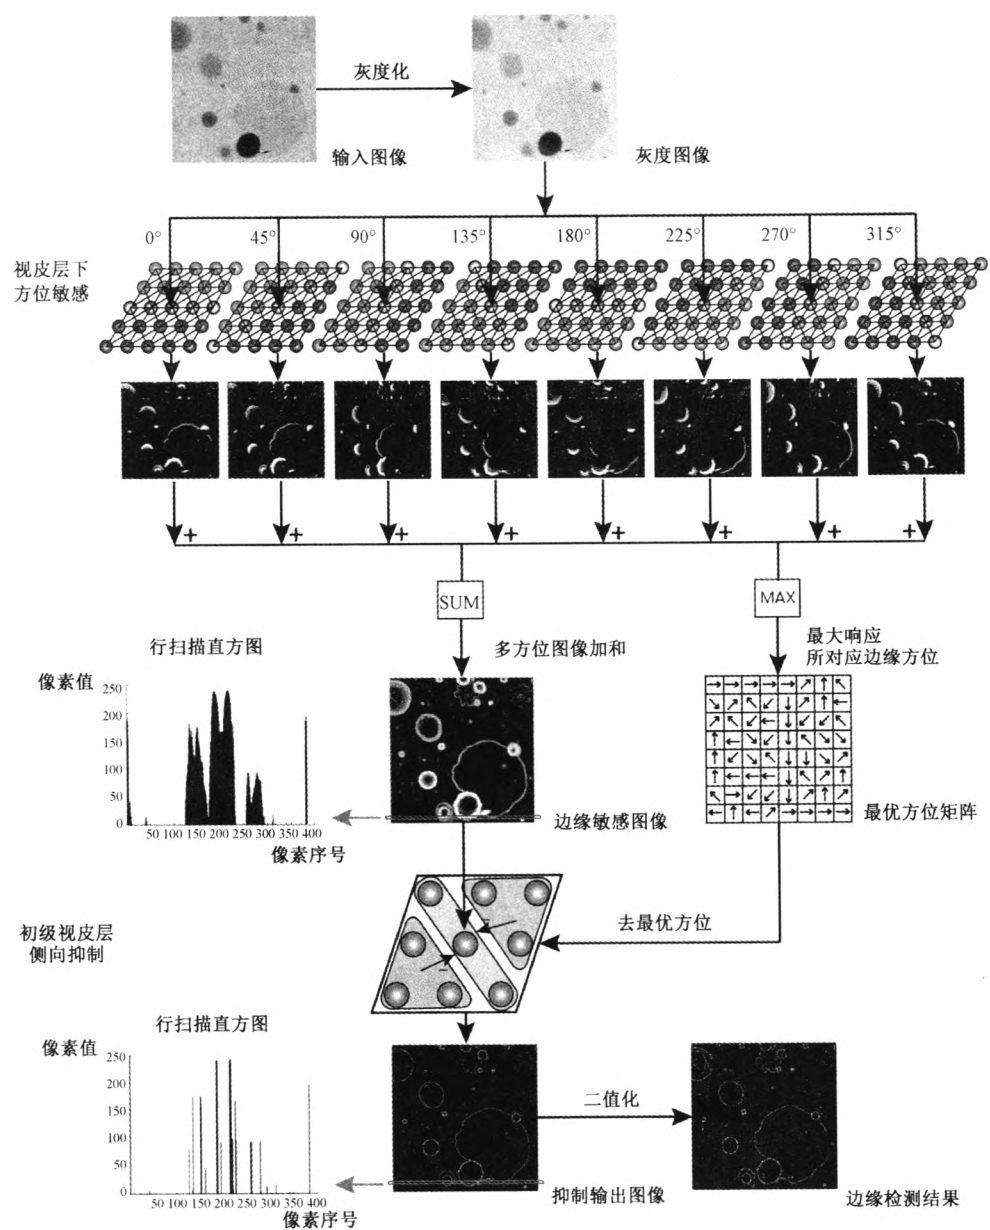 灰度化
输入图像
灰度图像
0°
45°
90°
135°
180°
225°
270°
315°
视皮层下
方位敏感
+
+
+
+
+
+
+
+
SUM
MAX
行扫描直方图
多方位图像加和
最大响应
所对应边缘方位
像素值
250
200
150
100
50
0
50 100 150 200 250 300 350 400
像素序号
边缘敏感图像
最优方位矩阵
初级视皮层
侧向抑制
去最优方位
−
−
行扫描直方图
像素值
250
200
150
100
50
0
50 100 150 200 250 300 350 400
像素序号
二值化
抑制输出图像
边缘检测结果